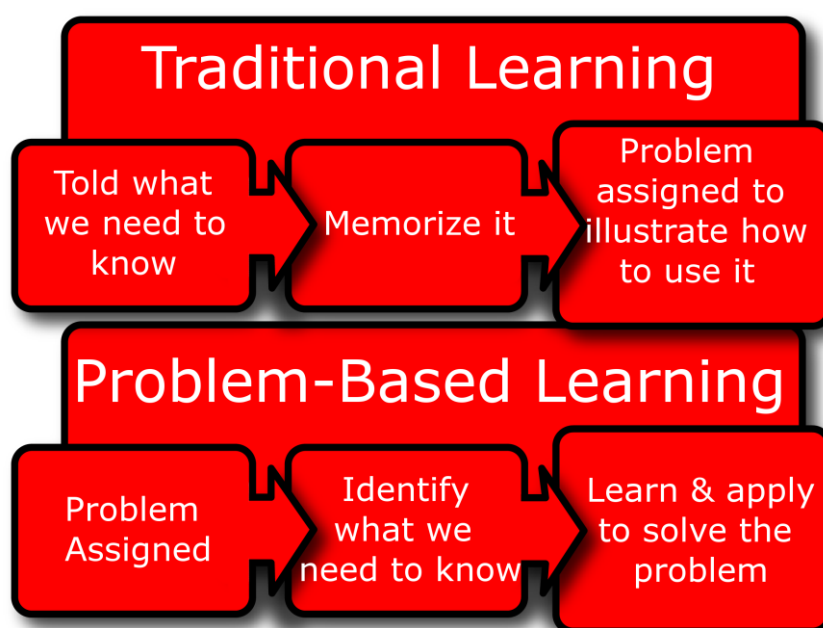 Traditional Learning
Told what
we need to
know
Memorize it
Problem
assigned to
illustrate how
to use it
Problem-Based Learning
Problem
Assigned
Identify
what we
need to know
Learn & apply
to solve the
problem